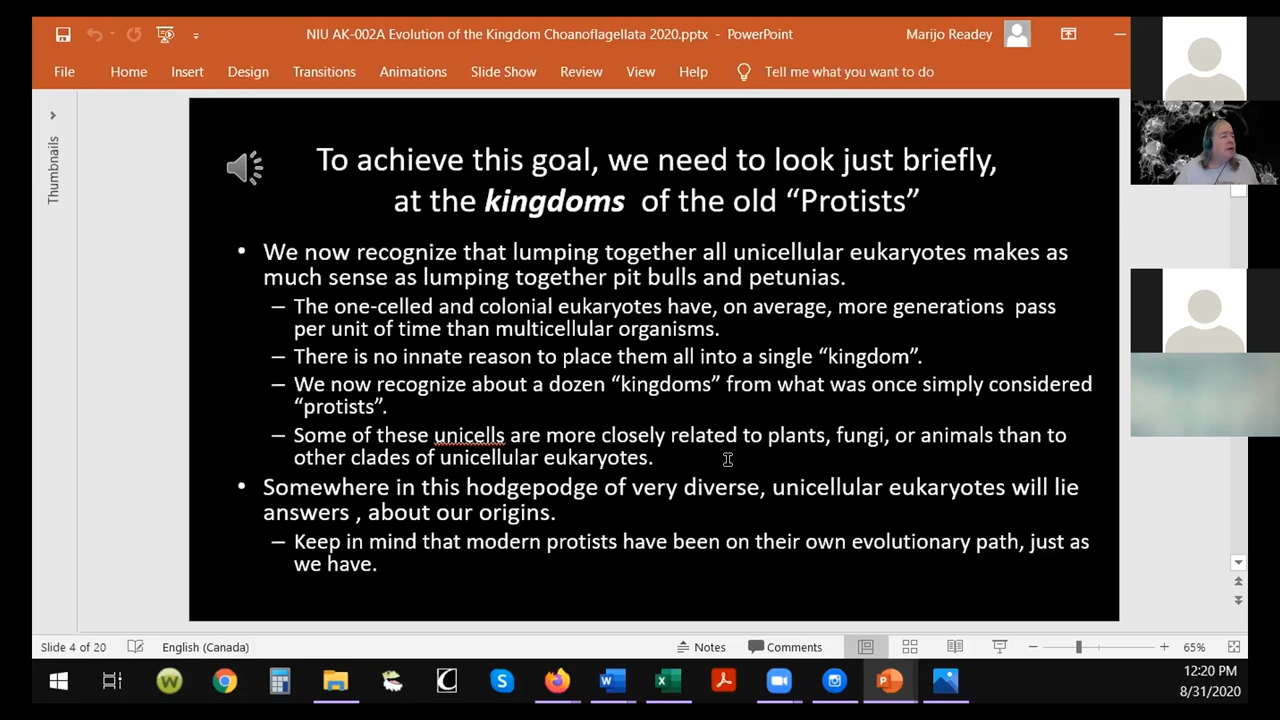 NIU AK-002A Evolution of the Kingdom Choanoflagellata 2020.pptx - PowerPoint
Marijo Readey
File Home Insert Design Transitions Animations Slide Show Review View Help Tell me what you want to do
Thumbnails
To achieve this goal, we need to look just briefly,
at the kingdoms of the old “Protists”
• We now recognize that lumping together all unicellular eukaryotes makes as
much sense as lumping together pit bulls and petunias.
– The one-celled and colonial eukaryotes have, on average, more generations pass
per unit of time than multicellular organisms.
– There is no innate reason to place them all into a single “kingdom”.
– We now recognize about a dozen “kingdoms” from what was once simply considered
“protists”.
– Some of these unicells are more closely related to plants, fungi, or animals than to
other clades of unicellular eukaryotes.
• Somewhere in this hodgepodge of very diverse, unicellular eukaryotes will lie
answers , about our origins.
– Keep in mind that modern protists have been on their own evolutionary path, just as
we have.
Slide 4 of 20 English (Canada) Notes Comments 65%
12:20 PM
8/31/2020